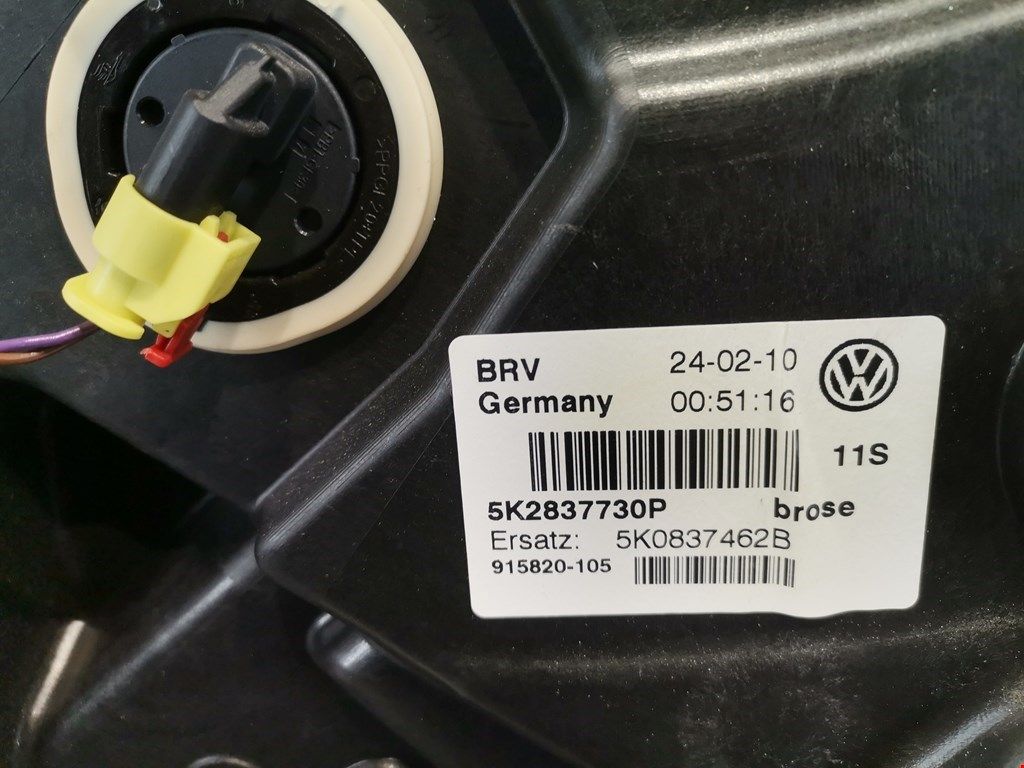 BRV 24-02-10
Germany 00:51:16
11S
5K2837730P brose
Ersatz: 5K0837462B
915820-105